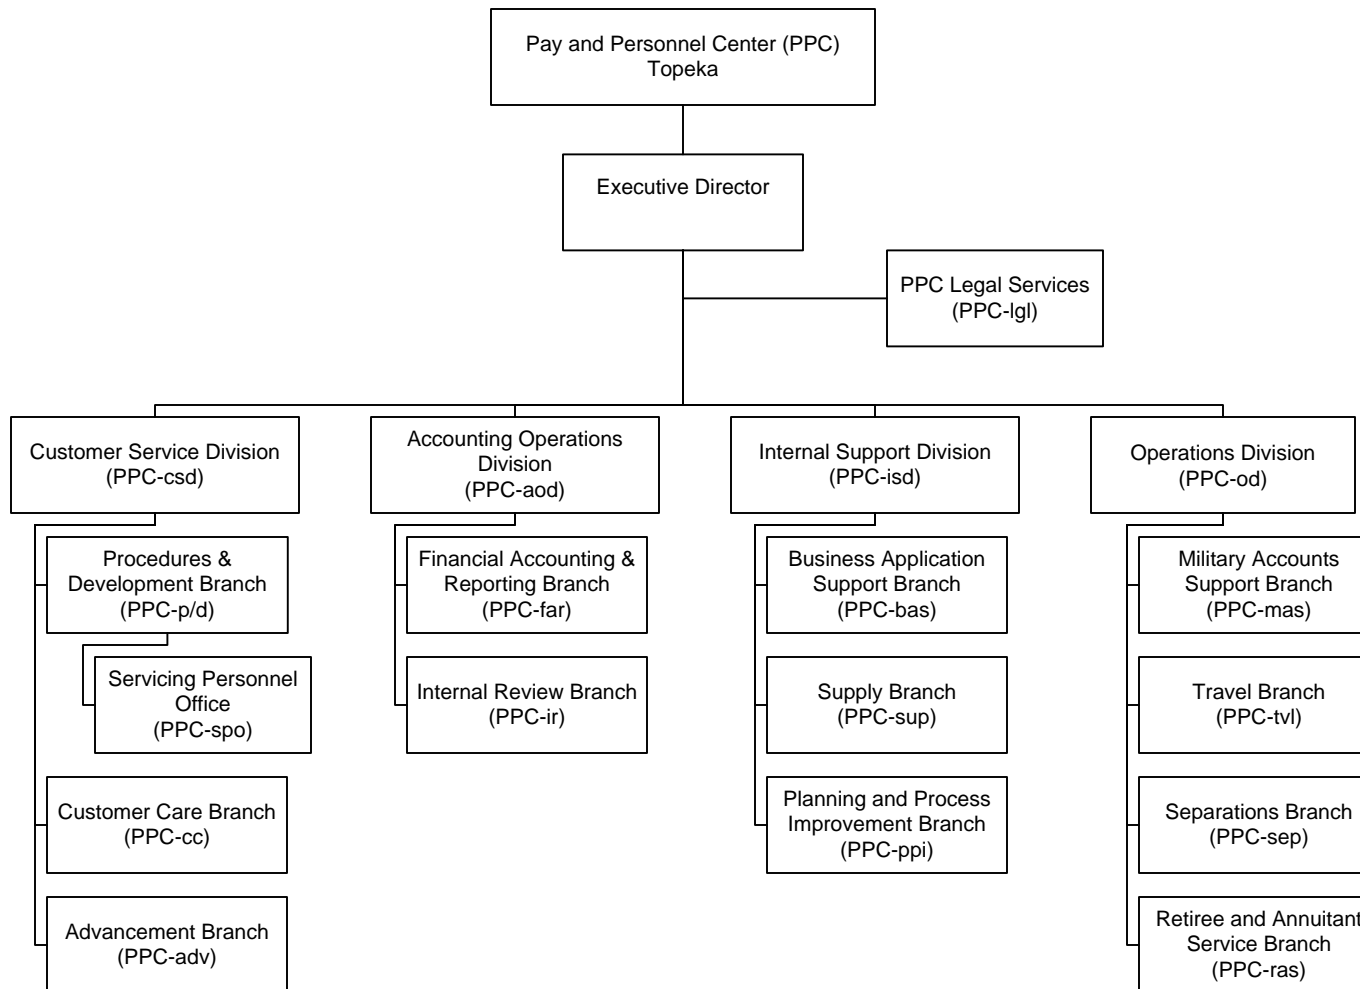 Pay and Personnel Center (PPC)
Topeka
Executive Director
PPC Legal Services
(PPC-lgl)
Customer Service Division
(PPC-csd)
Accounting Operations
Division
(PPC-aod)
Internal Support Division
(PPC-isd)
Operations Division
(PPC-od)
Procedures &
Development Branch
(PPC-p/d)
Servicing Personnel
Office
(PPC-spo)
Customer Care Branch
(PPC-cc)
Advancement Branch
(PPC-adv)
Financial Accounting &
Reporting Branch
(PPC-far)
Internal Review Branch
(PPC-ir)
Business Application
Support Branch
(PPC-bas)
Supply Branch
(PPC-sup)
Planning and Process
Improvement Branch
(PPC-ppi)
Military Accounts
Support Branch
(PPC-mas)
Travel Branch
(PPC-tvl)
Separations Branch
(PPC-sep)
Retiree and Annuitant
Service Branch
(PPC-ras)